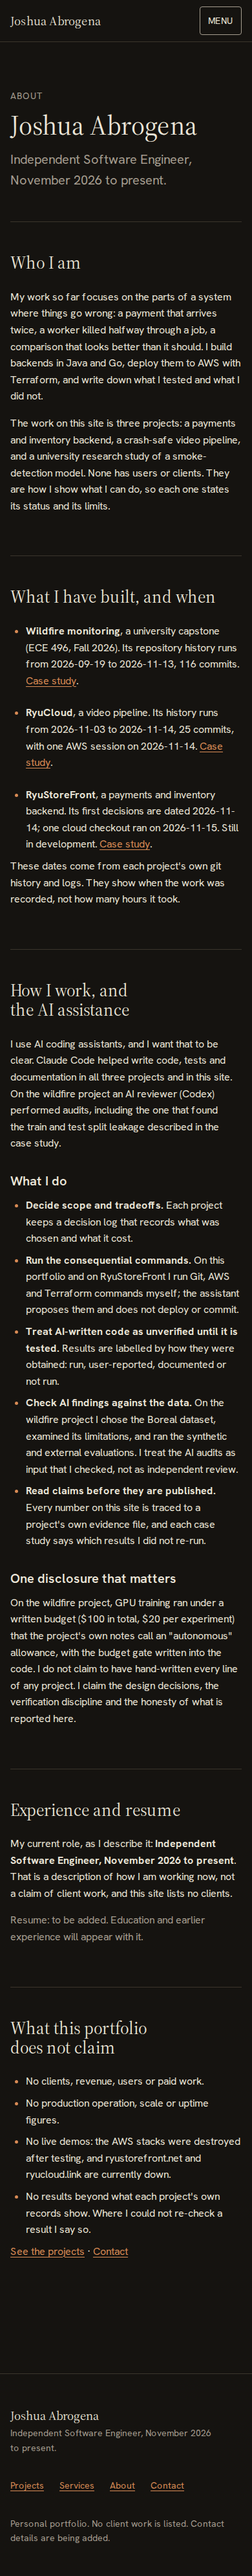 Joshua Abrogena
MENU
ABOUT
Joshua Abrogena
Independent Software Engineer,
November 2026 to present.
Who I am
My work so far focuses on the parts of a system
where things go wrong: a payment that arrives
twice, a worker killed halfway through a job, a
comparison that looks better than it should. I build
backends in Java and Go, deploy them to AWS with
Terraform, and write down what I tested and what I
did not.
The work on this site is three projects: a payments
and inventory backend, a crash-safe video pipeline,
and a university research study of a smoke-
detection model. None has users or clients. They
are how I show what I can do, so each one states
its status and its limits.
What I have built, and when
Wildfire monitoring, a university capstone
(ECE 496, Fall 2026). Its repository history runs
from 2026-09-19 to 2026-11-13, 116 commits.
Case study.
RyuCloud, a video pipeline. Its history runs
from 2026-11-03 to 2026-11-14, 25 commits,
with one AWS session on 2026-11-14. Case
study.
RyuStoreFront, a payments and inventory
backend. Its first decisions are dated 2026-11-
14; one cloud checkout ran on 2026-11-15. Still
in development. Case study.
These dates come from each project's own git
history and logs. They show when the work was
recorded, not how many hours it took.
How I work, and
the AI assistance
I use AI coding assistants, and I want that to be
clear. Claude Code helped write code, tests and
documentation in all three projects and in this site.
On the wildfire project an AI reviewer (Codex)
performed audits, including the one that found
the train and test split leakage described in the
case study.
What I do
Decide scope and tradeoffs. Each project
keeps a decision log that records what was
chosen and what it cost.
Run the consequential commands. On this
portfolio and on RyuStoreFront I run Git, AWS
and Terraform commands myself; the assistant
proposes them and does not deploy or commit.
Treat AI-written code as unverified until it is
tested. Results are labelled by how they were
obtained: run, user-reported, documented or
not run.
Check AI findings against the data. On the
wildfire project I chose the Boreal dataset,
examined its limitations, and ran the synthetic
and external evaluations. I treat the AI audits as
input that I checked, not as independent review.
Read claims before they are published.
Every number on this site is traced to a
project's own evidence file, and each case
study says which results I did not re-run.
One disclosure that matters
On the wildfire project, GPU training ran under a
written budget ($100 in total, $20 per experiment)
that the project's own notes call an "autonomous"
allowance, with the budget gate written into the
code. I do not claim to have hand-written every line
of any project. I claim the design decisions, the
verification discipline and the honesty of what is
reported here.
Experience and resume
My current role, as I describe it: Independent
Software Engineer, November 2026 to present.
That is a description of how I am working now, not
a claim of client work, and this site lists no clients.
Resume: to be added. Education and earlier
experience will appear with it.
What this portfolio
does not claim
No clients, revenue, users or paid work.
No production operation, scale or uptime
figures.
No live demos: the AWS stacks were destroyed
after testing, and ryustorefront.net and
ryucloud.link are currently down.
No results beyond what each project's own
records show. Where I could not re-check a
result I say so.
See the projects · Contact
Joshua Abrogena
Independent Software Engineer, November 2026
to present.
Projects Services About Contact
Personal portfolio. No client work is listed. Contact
details are being added.